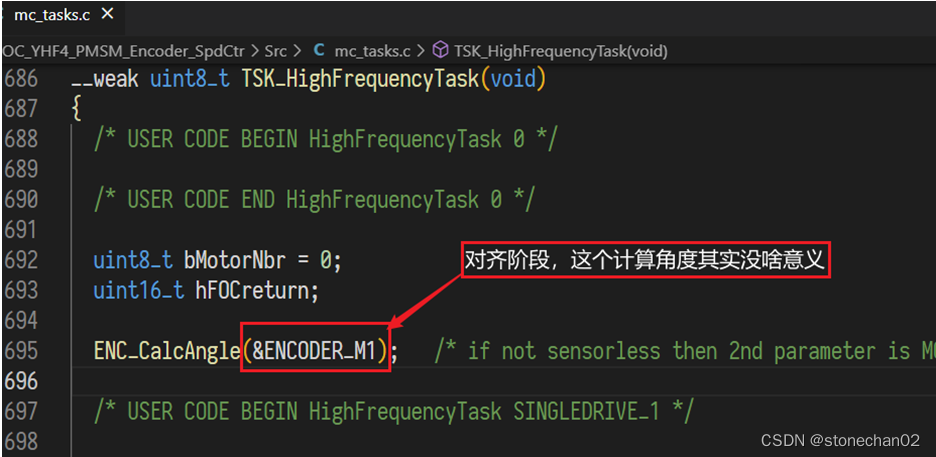 mc_tasks.c ×
OC_YHF4_PMSM_Encoder_SpdCtr > Src > C mc_tasks.c > TSK_HighFrequencyTask(void)
686 __weak uint8_t TSK_HighFrequencyTask(void)
687 {
688 /* USER CODE BEGIN HighFrequencyTask 0 */
689
690 /* USER CODE END HighFrequencyTask 0 */
691
692 uint8_t bMotorNbr = 0;
对齐阶段，这个计算角度其实没啥意义
693 uint16_t hFOCreturn;
694
695 ENC_CalcAngle(&ENCODER_M1); /* if not sensorless then 2nd parameter is M
696
697 /* USER CODE BEGIN HighFrequencyTask SINGLEDRIVE_1 */
698
CSDN @stonechan02